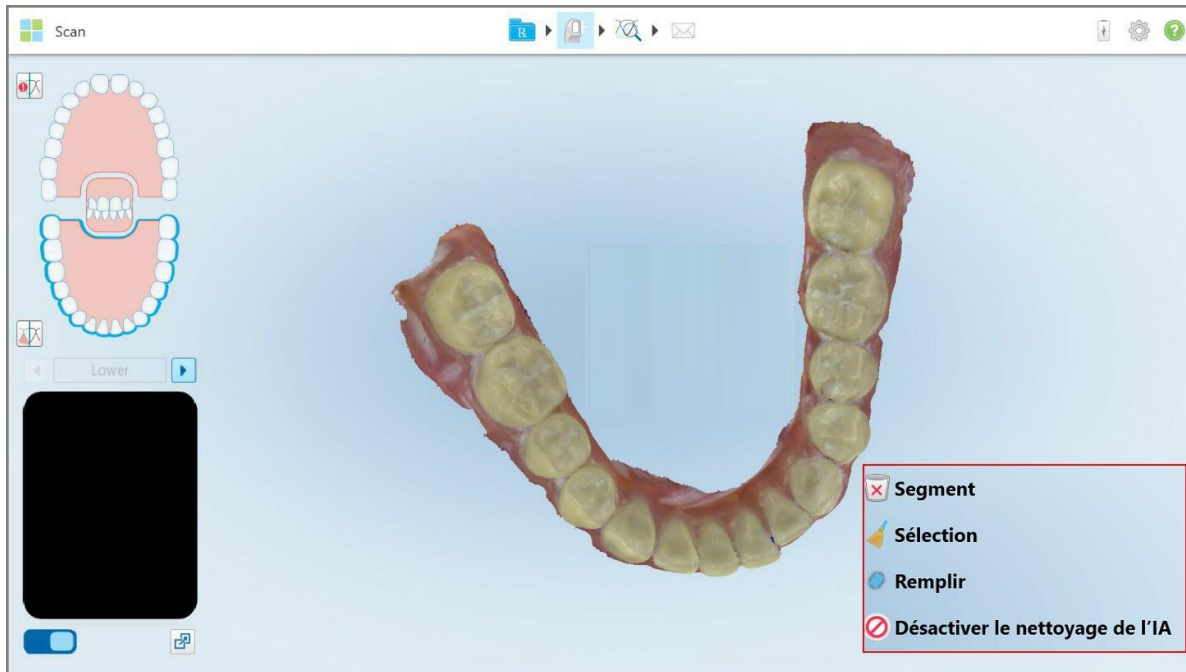 Scan
R
Lower
Segment
Sélection
Remplir
Désactiver le nettoyage de l’IA